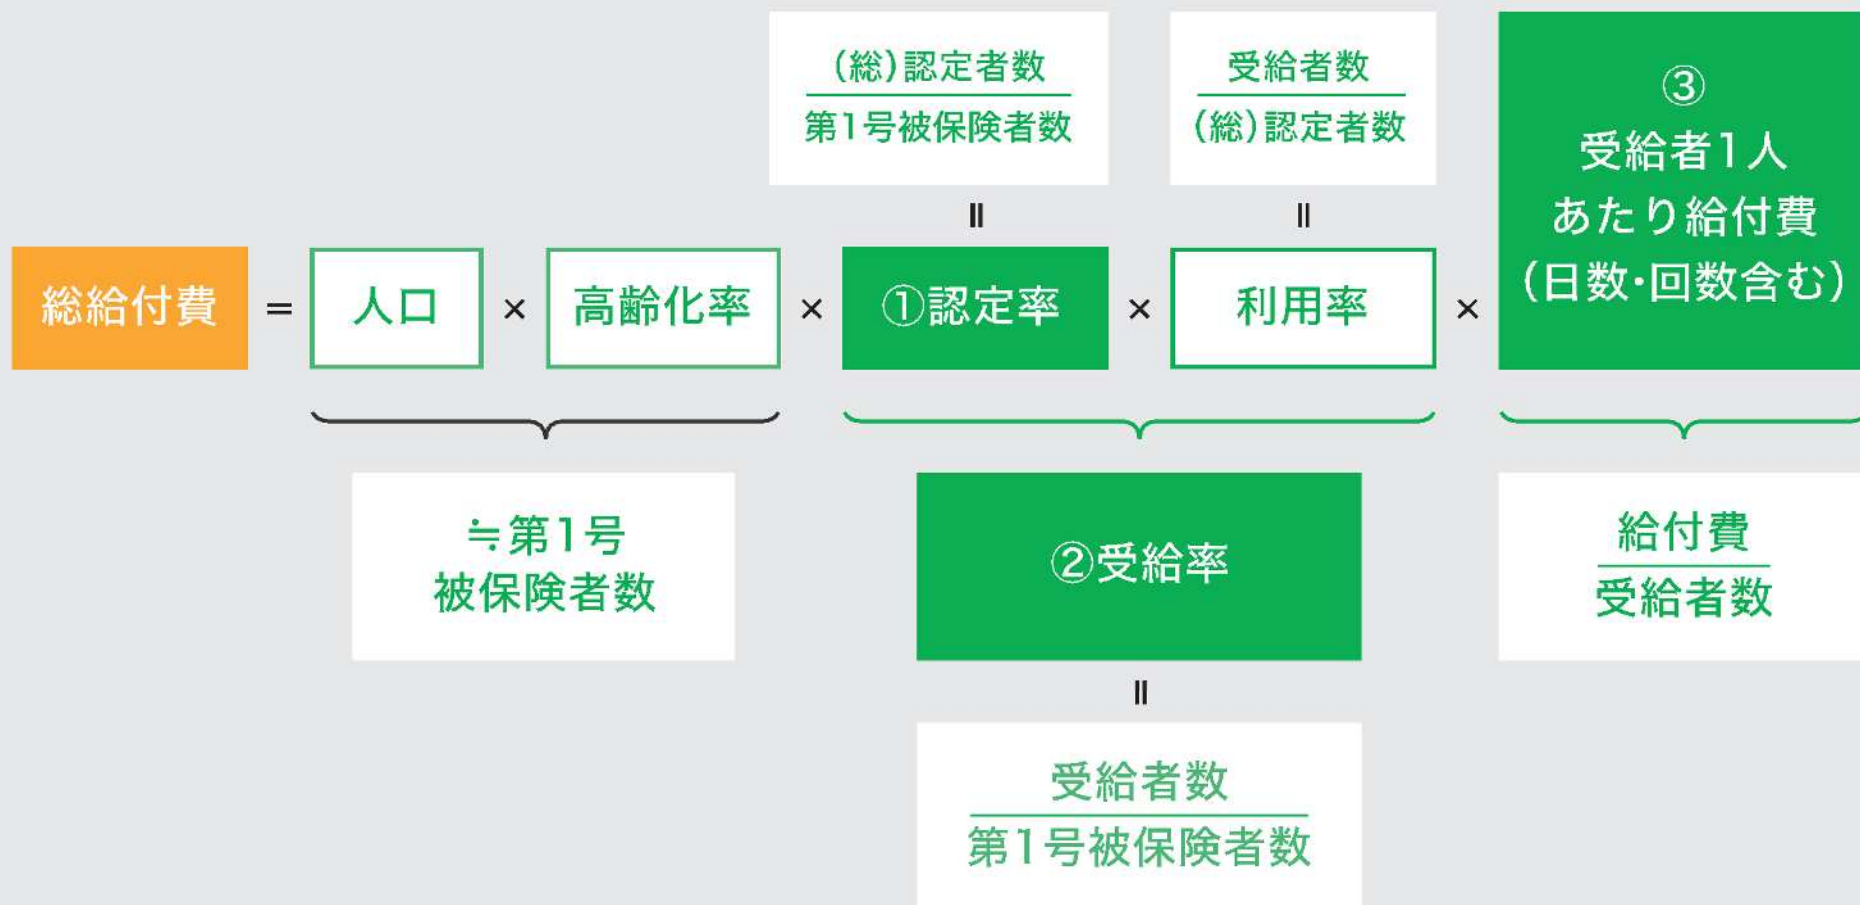 (総)認定者数
第1号被保険者数
受給者数
(総)認定者数
③
受給者1人
あたり給付費
(日数・回数含む)
=
=
総給付費 = 人口 × 高齢化率 × ①認定率 × 利用率 ×
≒第1号
被保険者数
②受給率
給付費
受給者数
=
受給者数
第1号被保険者数